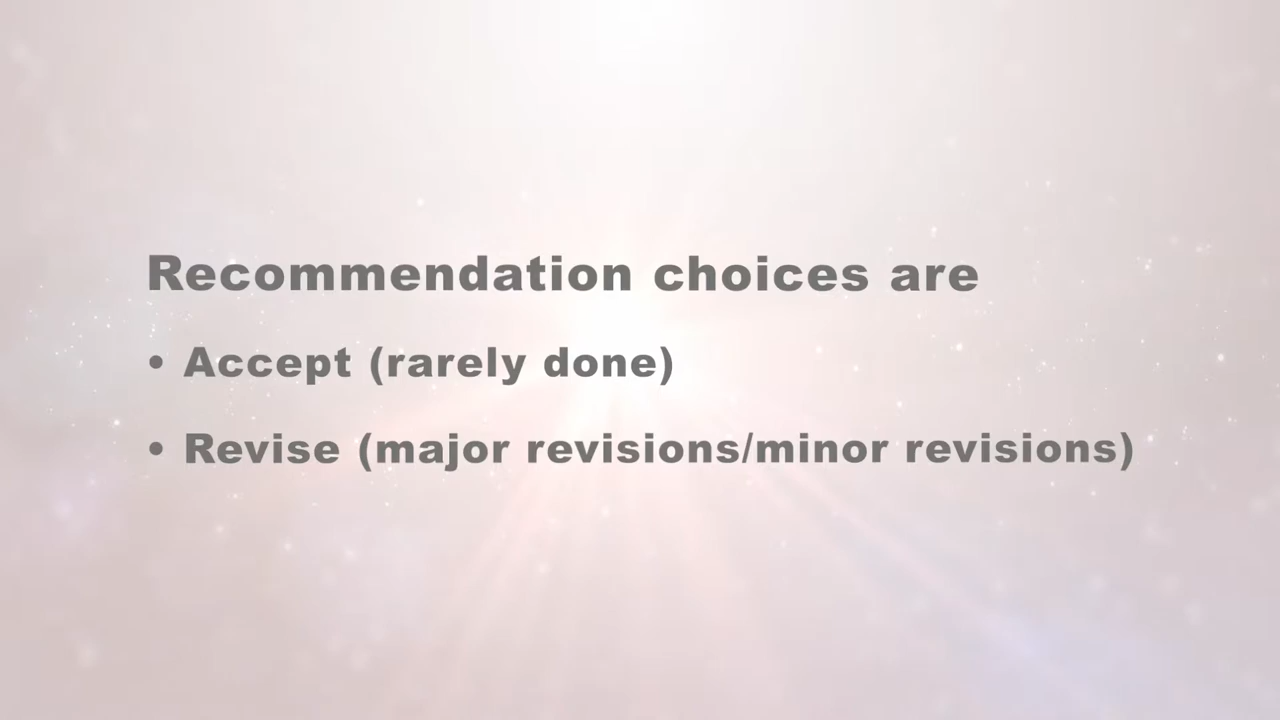 Recommendation choices are
• Accept (rarely done)
• Revise (major revisions/minor revisions)